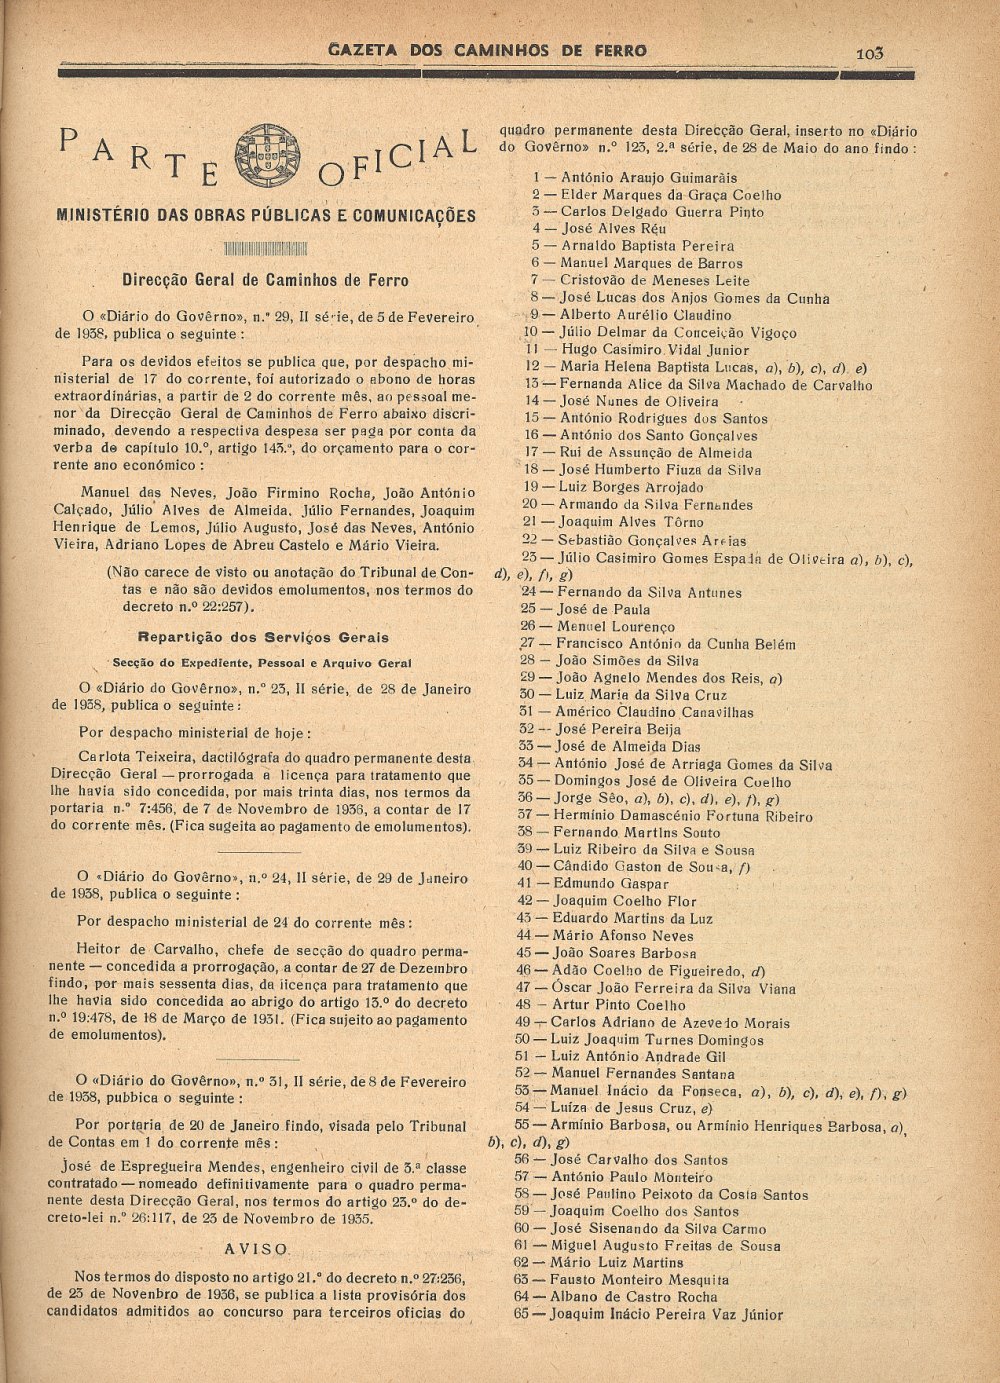 GAZETA DOS CAMINHOS DE FERRO
103
PARTE OFICIAL
MINISTÉRIO DAS OBRAS PÚBLICAS E COMUNICAÇÕES
Direcção Geral de Caminhos de Ferro
O «Diário do Govêrno», n.º 29, II série, de 5 de Fevereiro
de 1938, publica o seguinte:
Para os devidos efeitos se publica que, por despacho mi-
nisterial de 17 do corrente, foi autorizado o abono de horas
extraordinárias, a partir de 2 do corrente mês, ao pessoal me-
nor da Direcção Geral de Caminhos de Ferro abaixo discri-
minado, devendo a respectiva despesa ser paga por conta da
verba do capítulo 10.º, artigo 143.º, do orçamento para o cor-
rente ano económico:
Manuel das Neves, João Firmino Rocha, João António
Calçado, Júlio Alves de Almeida, Júlio Fernandes, Joaquim
Henrique de Lemos, Júlio Augusto, José das Neves, António
Vieira, Adriano Lopes de Abreu Castelo e Mário Vieira.
(Não carece de visto ou anotação do Tribunal de Con-
tas e não são devidos emolumentos, nos termos do
decreto n.º 22:257).
Repartição dos Serviços Gerais
Secção do Expediente, Pessoal e Arquivo Geral
O «Diário do Govêrno», n.º 23, II série, de 28 de Janeiro
de 1938, publica o seguinte:
Por despacho ministerial de hoje:
Carlota Teixeira, dactilógrafa do quadro permanente desta
Direcção Geral — prorrogada a licença para tratamento que
lhe havia sido concedida, por mais trinta dias, nos termos da
portaria n.º 7:456, de 7 de Novembro de 1936, a contar de 17
do corrente mês. (Fica sugeita ao pagamento de emolumentos).
O «Diário do Govêrno», n.º 24, II série, de 29 de Janeiro
de 1938, publica o seguinte:
Por despacho ministerial de 24 do corrente mês:
Heitor de Carvalho, chefe de secção do quadro perma-
nente — concedida a prorrogação, a contar de 27 de Dezembro
findo, por mais sessenta dias, da licença para tratamento que
lhe havia sido concedida ao abrigo do artigo 13.º do decreto
n.º 19:478, de 18 de Março de 1931. (Fica sujeito ao pagamento
de emolumentos).
O «Diário do Govêrno», n.º 31, II série, de 8 de Fevereiro
de 1938, pubbica o seguinte:
Por portaria de 20 de Janeiro findo, visada pelo Tribunal
de Contas em 1 do corrente mês:
José de Espregueira Mendes, engenheiro civil de 3.ª classe
contratado — nomeado definitivamente para o quadro perma-
nente desta Direcção Geral, nos termos do artigo 23.º do de-
creto-lei n.º 26:117, de 23 de Novembro de 1935.
AVISO
Nos termos do disposto no artigo 21.º do decreto n.º 27:236,
de 23 de Novenbro de 1936, se publica a lista provisória dos
candidatos admitidos ao concurso para terceiros oficias do
quadro permanente desta Direcção Geral, inserto no «Diário
do Govêrno» n.º 123, 2.ª série, de 28 de Maio do ano findo:
1 — António Araujo Guimarãis
2 — Elder Marques da Graça Coelho
3 — Carlos Delgado Guerra Pinto
4 — José Alves Réu
5 — Arnaldo Baptista Pereira
6 — Manuel Marques de Barros
7 — Cristovão de Meneses Leite
8 — José Lucas dos Anjos Gomes da Cunha
9 — Alberto Aurélio Claudino
10 — Júlio Delmar da Conceição Vigoço
11 — Hugo Casimiro Vidal Junior
12 — Maria Helena Baptista Lucas, a), b), c), d), e)
13 — Fernanda Alice da Silva Machado de Carvalho
14 — José Nunes de Oliveira
15 — António Rodrigues dos Santos
16 — António dos Santo Gonçalves
17 — Rui de Assunção de Almeida
18 — José Humberto Fiuza da Silva
19 — Luiz Borges Arrojado
20 — Armando da Silva Fernandes
21 — Joaquim Alves Tôrno
22 — Sebastião Gonçalves Areias
23 — Júlio Casimiro Gomes Espada de Oliveira a), b), c),
d), e), f), g)
24 — Fernando da Silva Antunes
25 — José de Paula
26 — Manuel Lourenço
27 — Francisco António da Cunha Belém
28 — João Simões da Silva
29 — João Agnelo Mendes dos Reis, a)
30 — Luiz Maria da Silva Cruz
31 — Américo Claudino Canavilhas
32 — José Pereira Beija
33 — José de Almeida Dias
34 — António José de Arriaga Gomes da Silva
35 — Domingos José de Oliveira Coelho
36 — Jorge Sêo, a), b), c), d), e), f), g)
37 — Hermínio Damascénio Fortuna Ribeiro
38 — Fernando Martins Souto
39 — Luiz Ribeiro da Silva e Sousa
40 — Cândido Gaston de Sousa, f)
41 — Edmundo Gaspar
42 — Joaquim Coelho Flor
43 — Eduardo Martins da Luz
44 — Mário Afonso Neves
45 — João Soares Barbosa
46 — Adão Coelho de Figueiredo, d)
47 — Óscar João Ferreira da Silva Viana
48 — Artur Pinto Coelho
49 — Carlos Adriano de Azevedo Morais
50 — Luiz Joaquim Turnes Domingos
51 — Luiz António Andrade Gil
52 — Manuel Fernandes Santana
53 — Manuel Inácio da Fonseca, a), b), c), d), e), f), g)
54 — Luíza de Jesus Cruz, e)
55 — Armínio Barbosa, ou Armínio Henriques Barbosa, a),
b), c), d), g)
56 — José Carvalho dos Santos
57 — António Paulo Monteiro
58 — José Paulino Peixoto da Costa Santos
59 — Joaquim Coelho dos Santos
60 — José Sisenando da Silva Carmo
61 — Miguel Augusto Freitas de Sousa
62 — Mário Luiz Martins
63 — Fausto Monteiro Mesquita
64 — Albano de Castro Rocha
65 — Joaquim Inácio Pereira Vaz Júnior